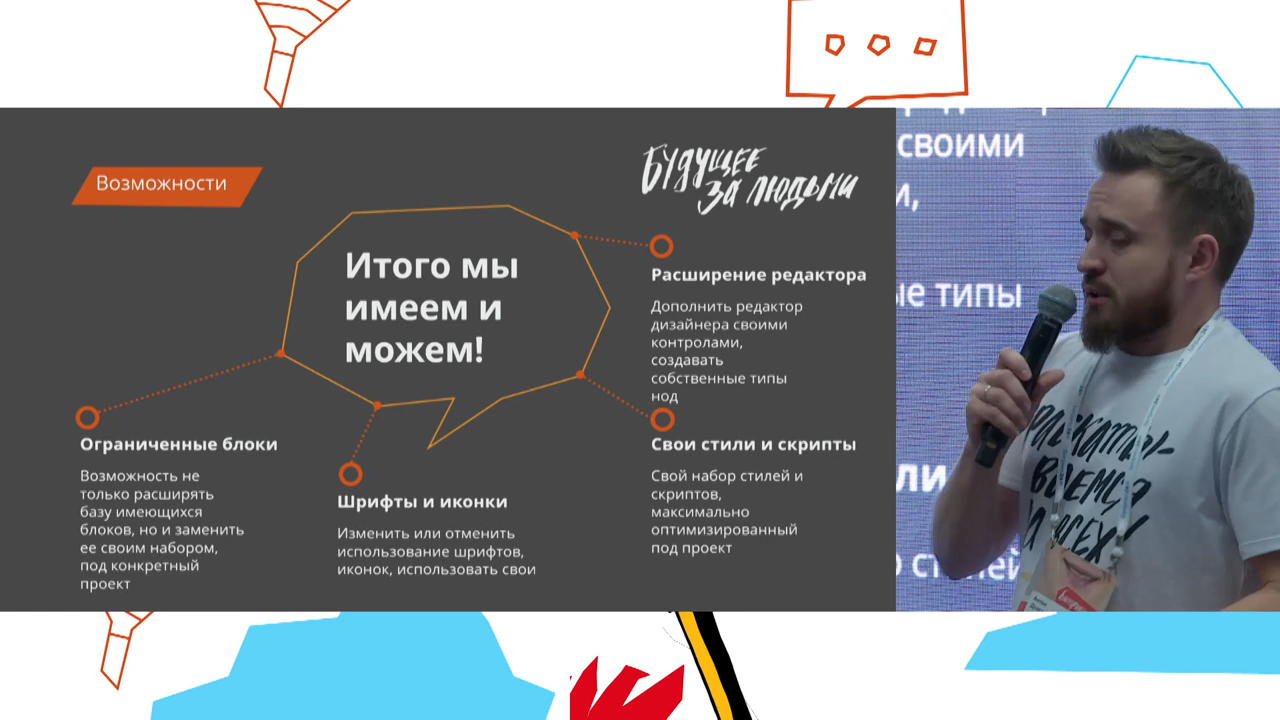 Возможности
Будущее
за людьми
Итого мы
имеем и
можем!
Расширение редактора
Дополнить редактор
дизайнера своими
контролами,
создавать
собственные типы
нод
Ограниченные блоки
Возможность не
только расширять
базу имеющихся
блоков, но и заменить
ее своим набором,
под конкретный
проект
Шрифты и иконки
Изменить или отменить
использование шрифтов,
иконок, использовать свои
Свои стили и скрипты
Свой набор стилей и
скриптов,
максимально
оптимизированный
под проект
своими
и,
ые типы
ли
стилей